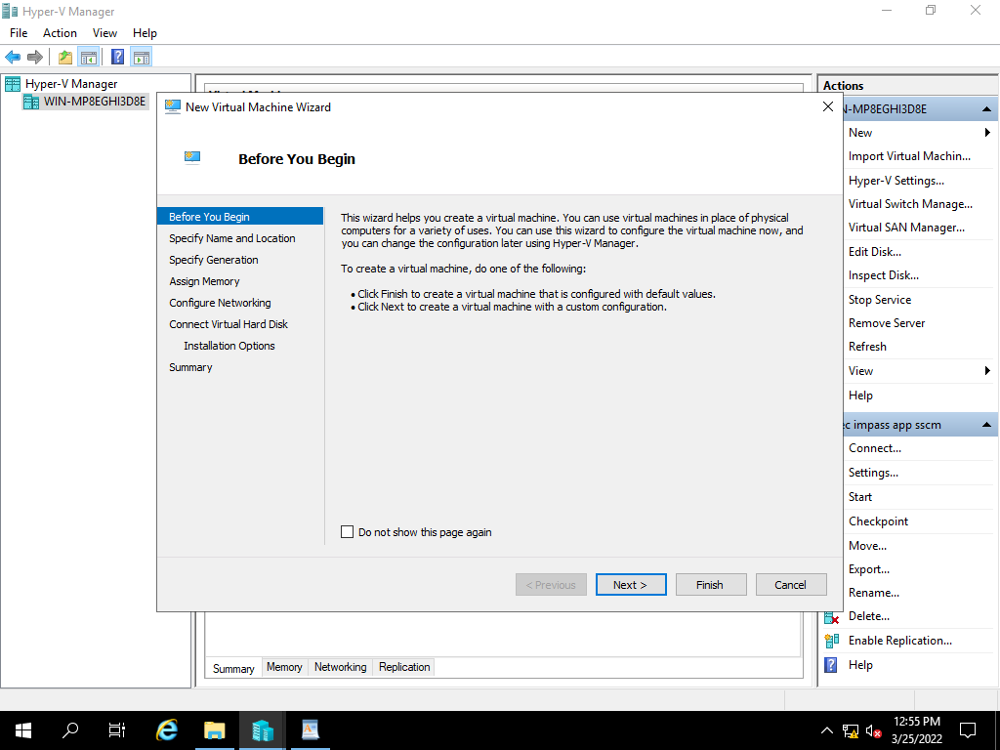 Hyper-V Manager
File Action View Help
Hyper-V Manager
WIN-MP8EGHI3D8E
New Virtual Machine Wizard
Before You Begin
Before You Begin
Specify Name and Location
Specify Generation
Assign Memory
Configure Networking
Connect Virtual Hard Disk
Installation Options
Summary
This wizard helps you create a virtual machine. You can use virtual machines in place of physical
computers for a variety of uses. You can use this wizard to configure the virtual machine now, and
you can change the configuration later using Hyper-V Manager.
To create a virtual machine, do one of the following:
• Click Finish to create a virtual machine that is configured with default values.
• Click Next to create a virtual machine with a custom configuration.
Do not show this page again
< Previous
Next >
Finish
Cancel
Summary
Memory
Networking
Replication
Actions
N-MP8EGHI3D8E
New
Import Virtual Machin...
Hyper-V Settings...
Virtual Switch Manage...
Virtual SAN Manager...
Edit Disk...
Inspect Disk...
Stop Service
Remove Server
Refresh
View
Help
ec impass app sscm
Connect...
Settings...
Start
Checkpoint
Move...
Export...
Rename...
Delete...
Enable Replication...
Help
12:55 PM
3/25/2022